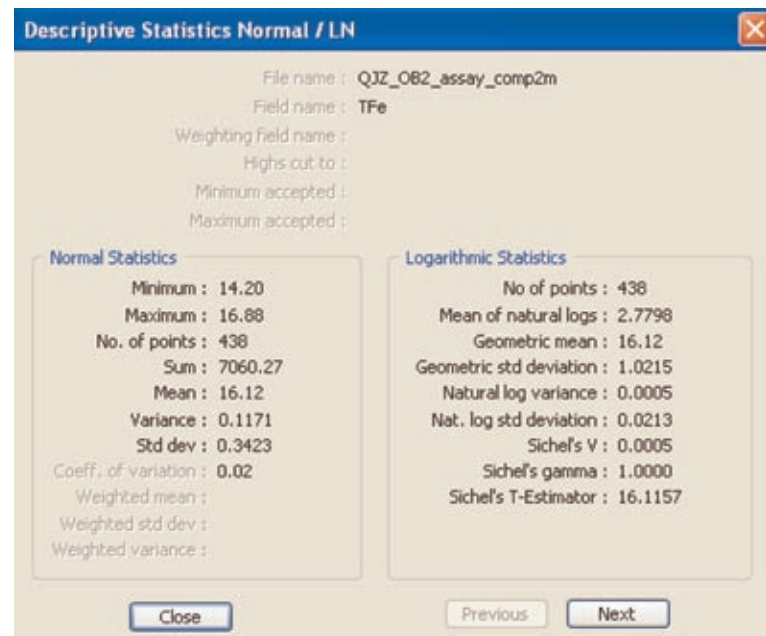 Descriptive Statistics Normal / LN
File name : QJZ_OB2_assay_comp2m
Field name : TFe
Weighting field name :
Highs cut to :
Minimum accepted :
Maximum accepted :
Normal Statistics
Minimum : 14.20
Maximum : 16.88
No. of points : 438
Sum : 7060.27
Mean : 16.12
Variance : 0.1171
Std dev : 0.3423
Coeff. of variation : 0.02
Weighted mean :
Weighted std dev :
Weighted variance :
Logarithmic Statistics
No of points : 438
Mean of natural logs : 2.7798
Geometric mean : 16.12
Geometric std deviation : 1.0215
Natural log variance : 0.0005
Nat. log std deviation : 0.0213
Sichel's V : 0.0005
Sichel's gamma : 1.0000
Sichel's T-Estimator : 16.1157
Close
Previous
Next